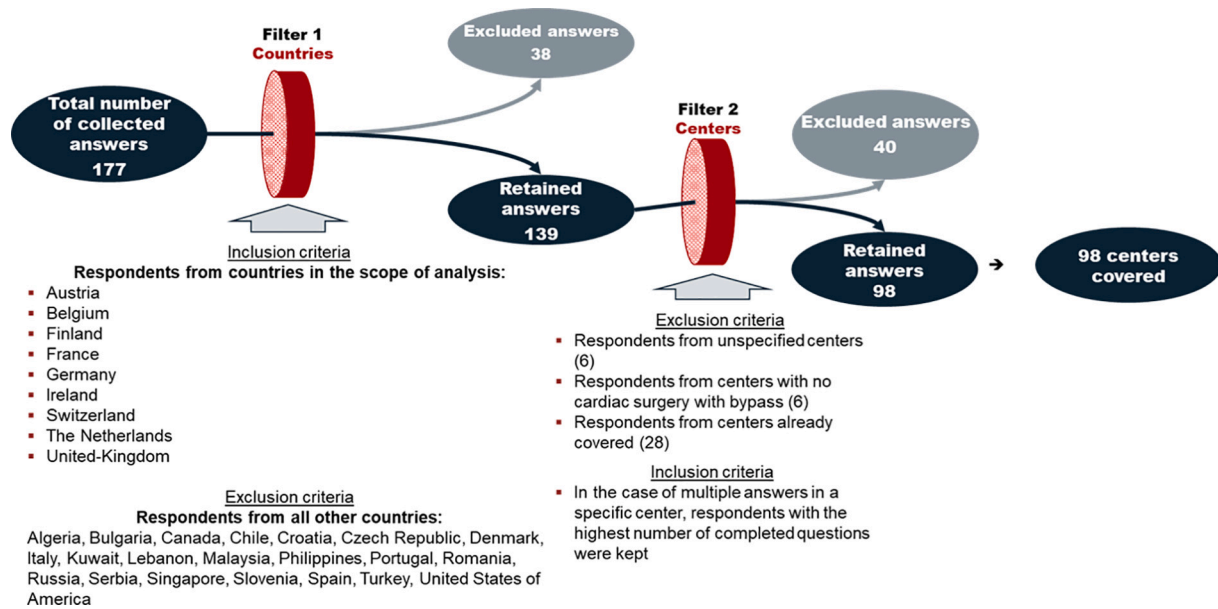 Filter 1
Countries
Excluded answers
38
Total number
of collected
answers
177
Filter 2
Centers
Excluded answers
40
Retained
answers
139
Retained
answers
98
➔
98 centers
covered
Inclusion criteria
Respondents from countries in the scope of analysis:
▪ Austria
▪ Belgium
▪ Finland
▪ France
▪ Germany
▪ Ireland
▪ Switzerland
▪ The Netherlands
▪ United-Kingdom
Exclusion criteria
Respondents from all other countries:
Algeria, Bulgaria, Canada, Chile, Croatia, Czech Republic, Denmark,
Italy, Kuwait, Lebanon, Malaysia, Philippines, Portugal, Romania,
Russia, Serbia, Singapore, Slovenia, Spain, Turkey, United States of
America
Exclusion criteria
▪ Respondents from unspecified centers
(6)
▪ Respondents from centers with no
cardiac surgery with bypass (6)
▪ Respondents from centers already
covered (28)
Inclusion criteria
▪ In the case of multiple answers in a
specific center, respondents with the
highest number of completed questions
were kept